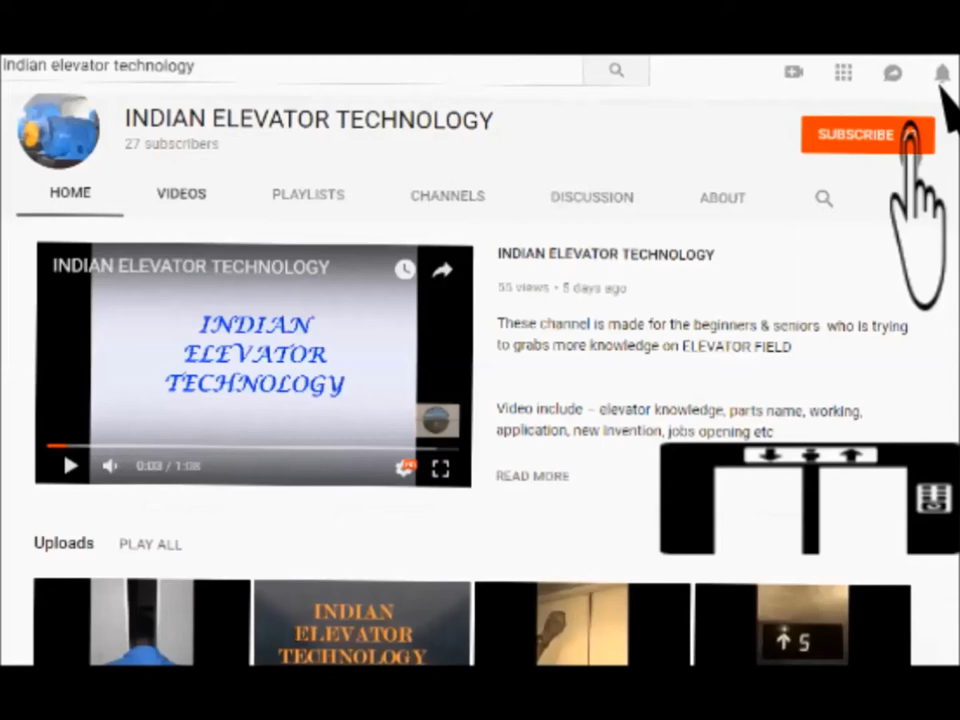 Indian elevator technology
INDIAN ELEVATOR TECHNOLOGY
27 subscribers
SUBSCRIBE
HOME VIDEOS PLAYLISTS CHANNELS DISCUSSION ABOUT
INDIAN ELEVATOR TECHNOLOGY
INDIAN
ELEVATOR
TECHNOLOGY
0:03 / 1:08
INDIAN ELEVATOR TECHNOLOGY
55 views • 5 days ago
These channel is made for the beginners & seniors who is trying
to grabs more knowledge on ELEVATOR FIELD
Video include - elevator knowledge, parts name, working,
application, new invention, jobs opening etc
READ MORE
Uploads PLAY ALL
INDIAN
ELEVATOR
TECHNOLOGY
5